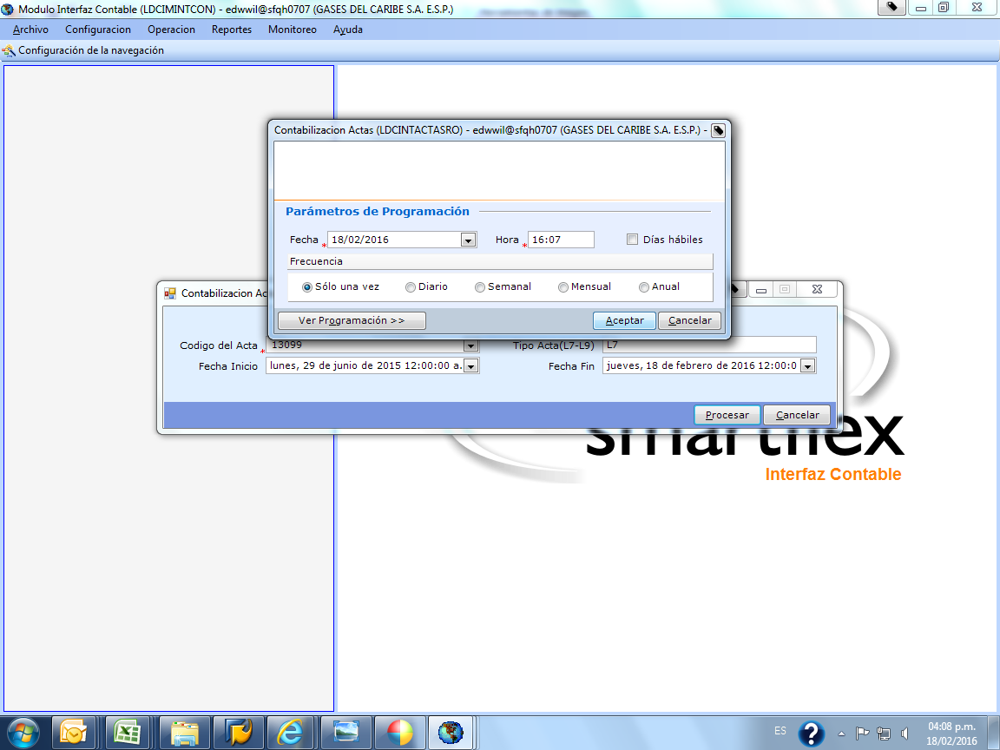 Modulo Interfaz Contable (LDCIMINTCON) - edwwil@sfqh0707 (GASES DEL CARIBE S.A. E.S.P.)
Archivo Configuracion Operacion Reportes Monitoreo Ayuda
Configuración de la navegación
Contabilizacion Actas (LDCINTACTASRO) - edwwil@sfqh0707 (GASES DEL CARIBE S.A. E.S.P.) -
Parámetros de Programación
Fecha * 18/02/2016 Hora * 16:07 Días hábiles
Frecuencia
Sólo una vez Diario Semanal Mensual Anual
Ver Programación >> Aceptar Cancelar
Contabilizacion Ac
Codigo del Acta * 13099 Tipo Acta(L7-L9) L7
Fecha Inicio lunes, 29 de junio de 2015 12:00:00 a. Fecha Fin jueves, 18 de febrero de 2016 12:00:0
Procesar Cancelar
smartflex
Interfaz Contable
ES
04:08 p.m.
18/02/2016